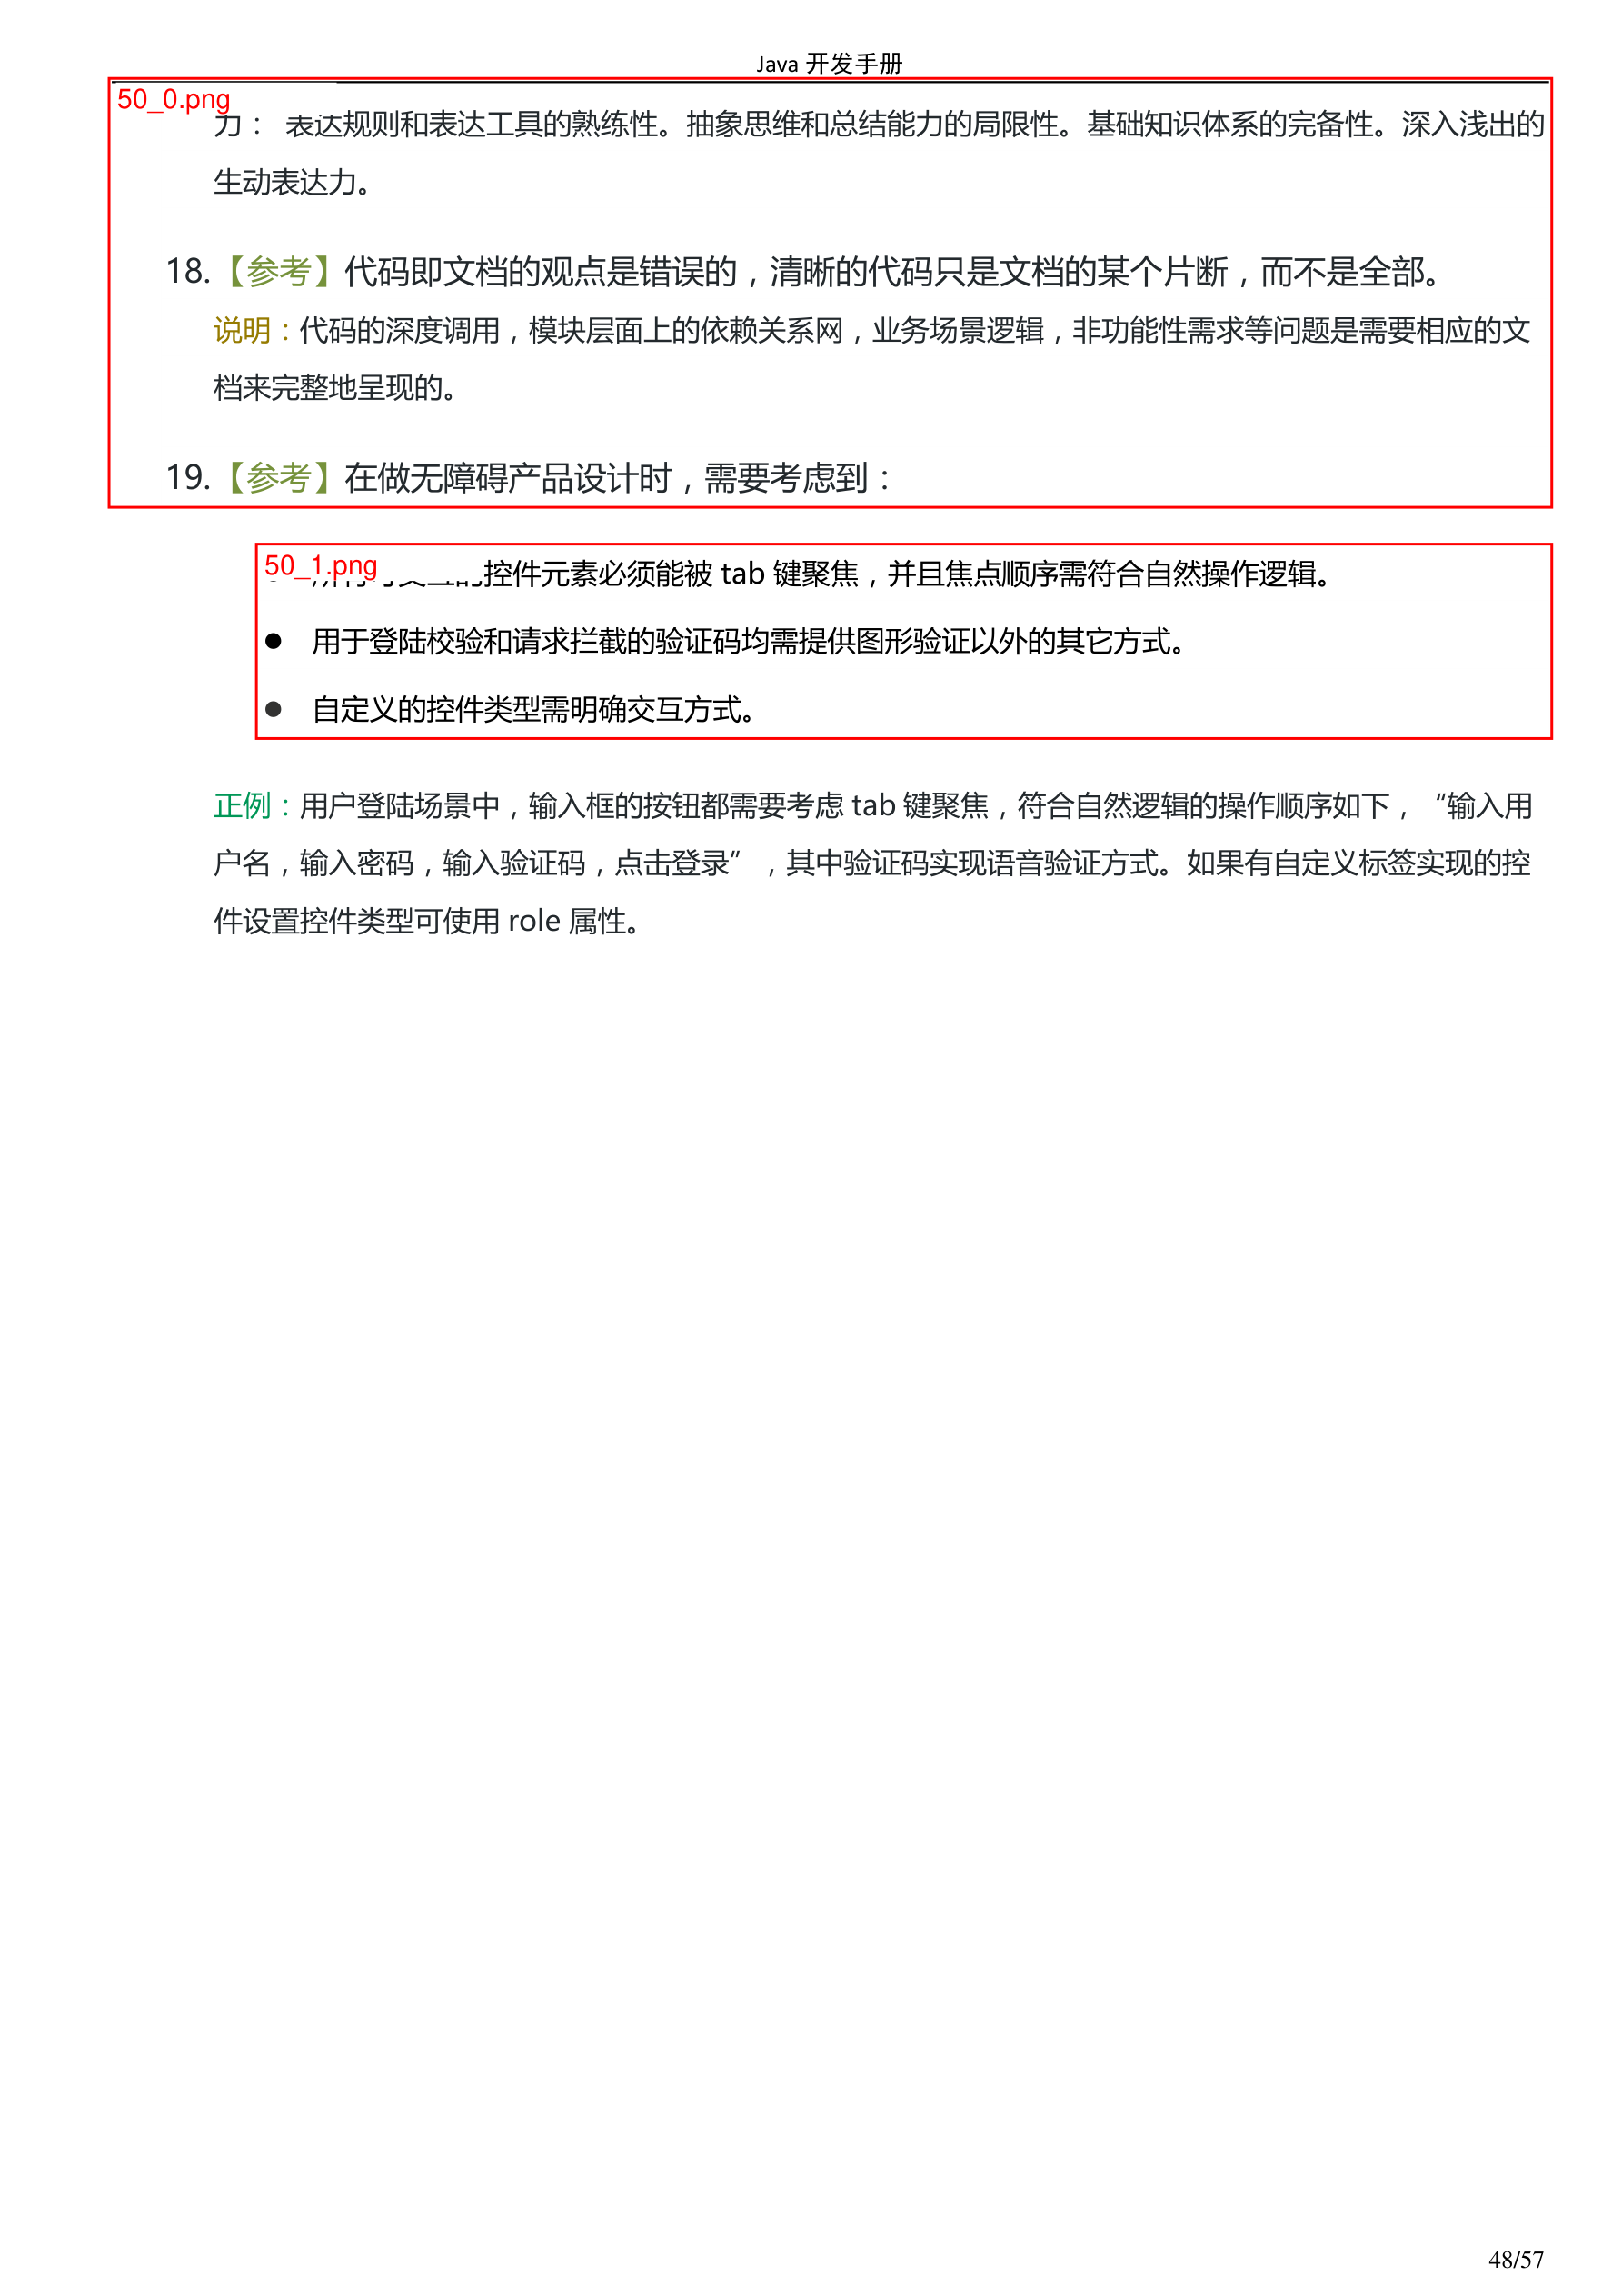 Java 开发手册
50_0.png
力： 表达规则和表达工具的熟练性。抽象思维和总结能力的局限性。基础知识体系的完备性。深入浅出的
生动表达力。
18.【参考】代码即文档的观点是错误的，清晰的代码只是文档的某个片断，而不是全部。
说明：代码的深度调用，模块层面上的依赖关系网，业务场景逻辑，非功能性需求等问题是需要相应的文
档来完整地呈现的。
19.【参考】在做无障碍产品设计时，需要考虑到：
50_1.png
控件元素必须能被 tab 键聚焦，并且焦点顺序需符合自然操作逻辑。
● 用于登陆校验和请求拦截的验证码均需提供图形验证以外的其它方式。
● 自定义的控件类型需明确交互方式。
正例：用户登陆场景中，输入框的按钮都需要考虑 tab 键聚焦，符合自然逻辑的操作顺序如下，“输入用
户名，输入密码，输入验证码，点击登录”，其中验证码实现语音验证方式。如果有自定义标签实现的控
件设置控件类型可使用 role 属性。
48/57